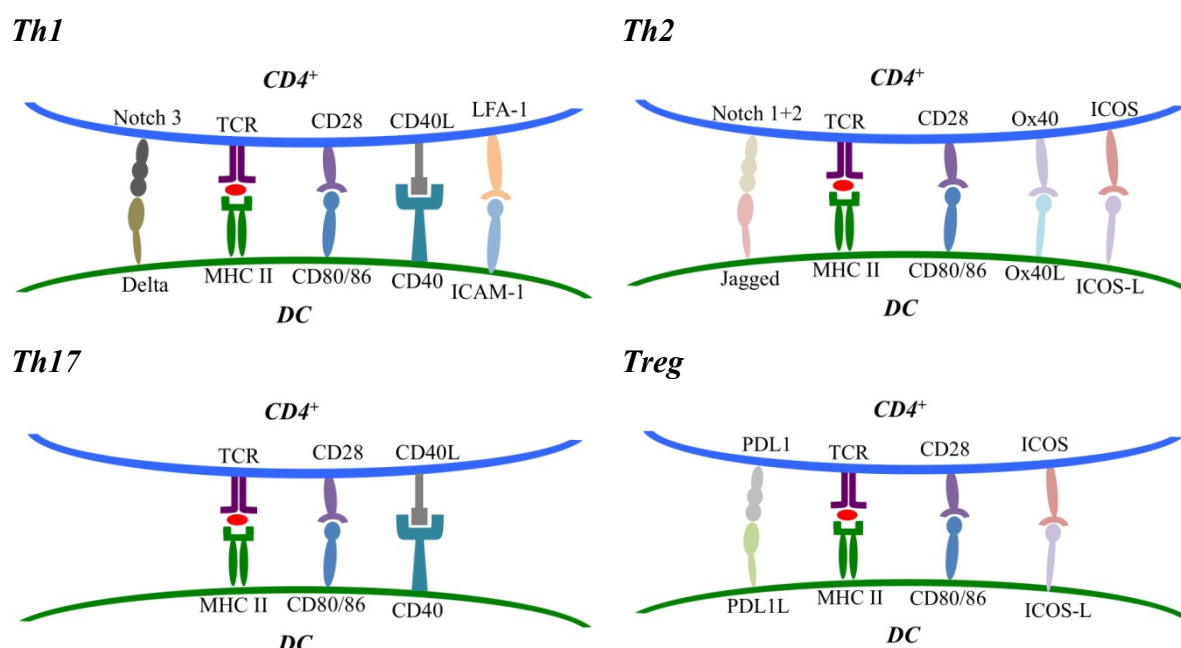 Th1
CD4+
Notch 3 TCR CD28 CD40L LFA-1
Delta MHC II CD80/86 CD40 ICAM-1
DC
Th2
CD4+
Notch 1+2 TCR CD28 Ox40 ICOS
Jagged MHC II CD80/86 Ox40L ICOS-L
DC
Th17
CD4+
TCR CD28 CD40L
MHC II CD80/86 CD40
DC
Treg
CD4+
PDL1 TCR CD28 ICOS
PDL1L MHC II CD80/86 ICOS-L
DC